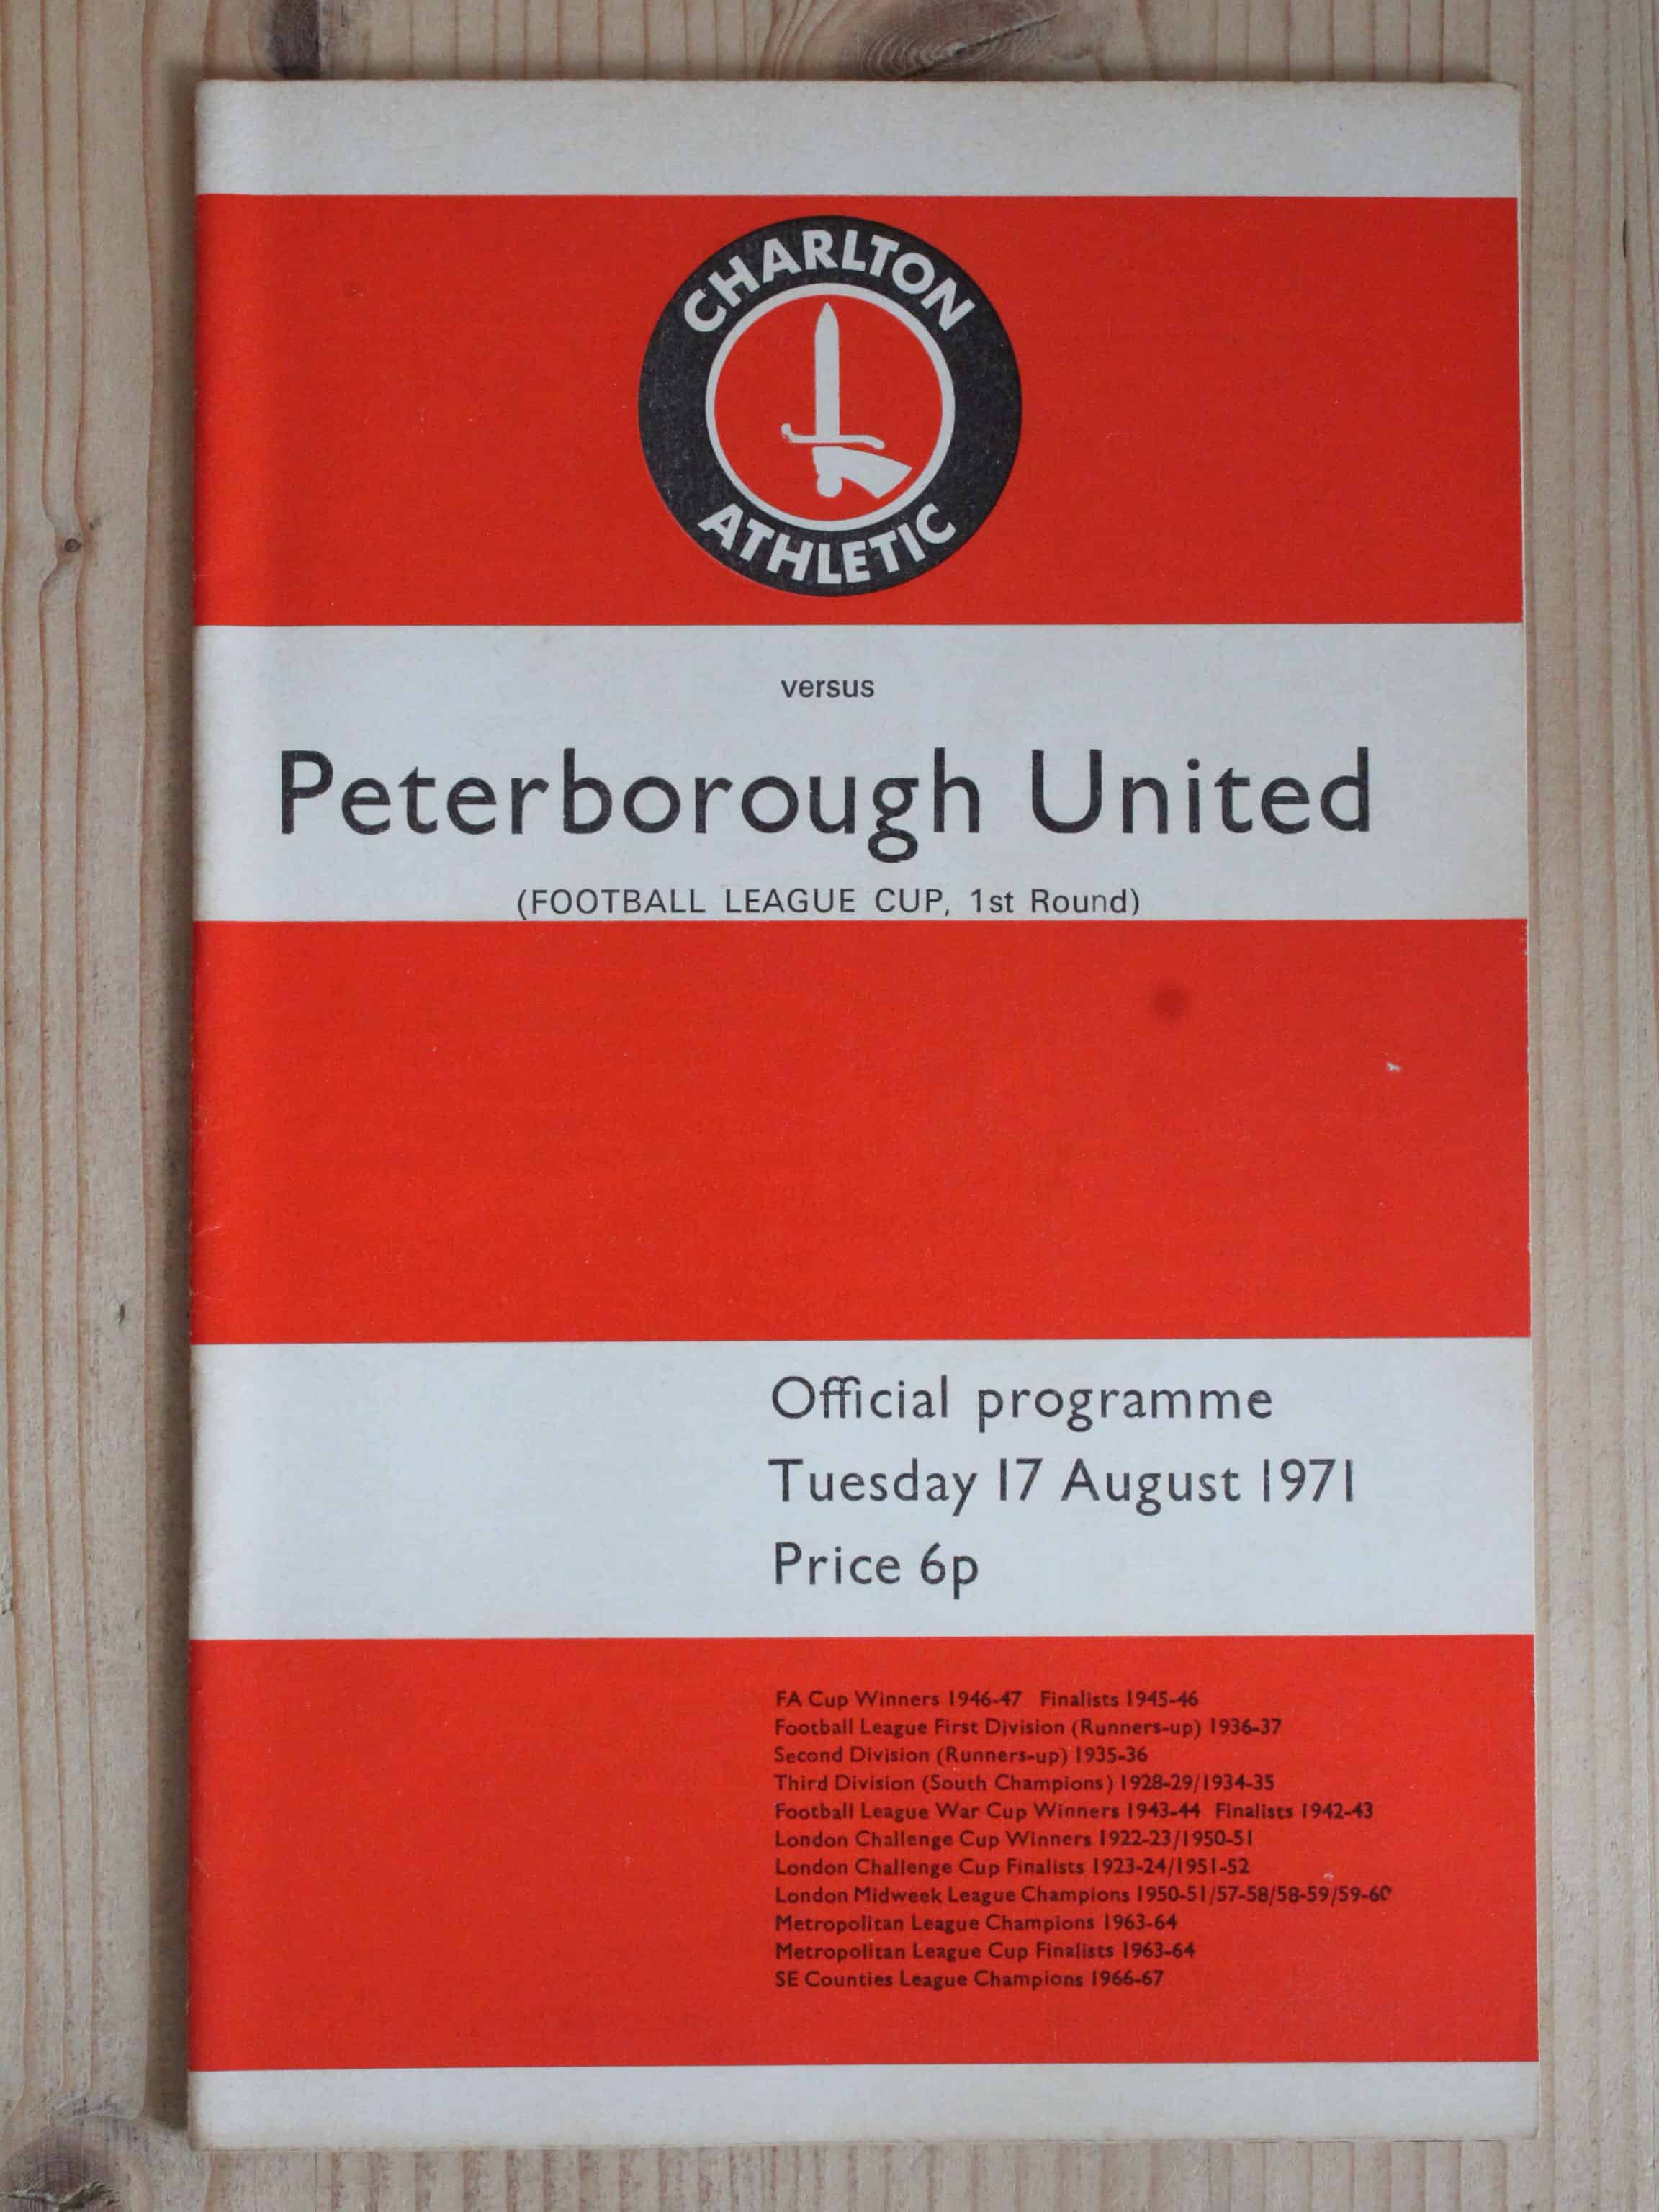 CHARLTON
ATHLETIC
versus
Peterborough United
(FOOTBALL LEAGUE CUP, 1st Round)
Official programme
Tuesday 17 August 1971
Price 6p
FA Cup Winners 1946-47 Finalists 1945-46
Football League First Division (Runners-up) 1936-37
Second Division (Runners-up) 1935-36
Third Division (South Champions) 1928-29/1934-35
Football League War Cup Winners 1943-44 Finalists 1942-43
London Challenge Cup Winners 1922-23/1950-51
London Challenge Cup Finalists 1923-24/1951-52
London Midweek League Champions 1950-51/57-58/58-59/59-60
Metropolitan League Champions 1963-64
Metropolitan League Cup Finalists 1963-64
SE Counties League Champions 1966-67